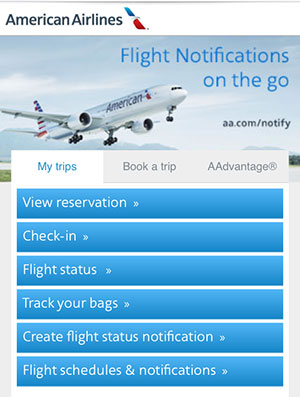 American Airlines
Flight Notifications
on the go
American
aa.com/notify
My trips
Book a trip
AAdvantage®
View reservation »
Check-in »
Flight status »
Track your bags »
Create flight status notification »
Flight schedules & notifications »